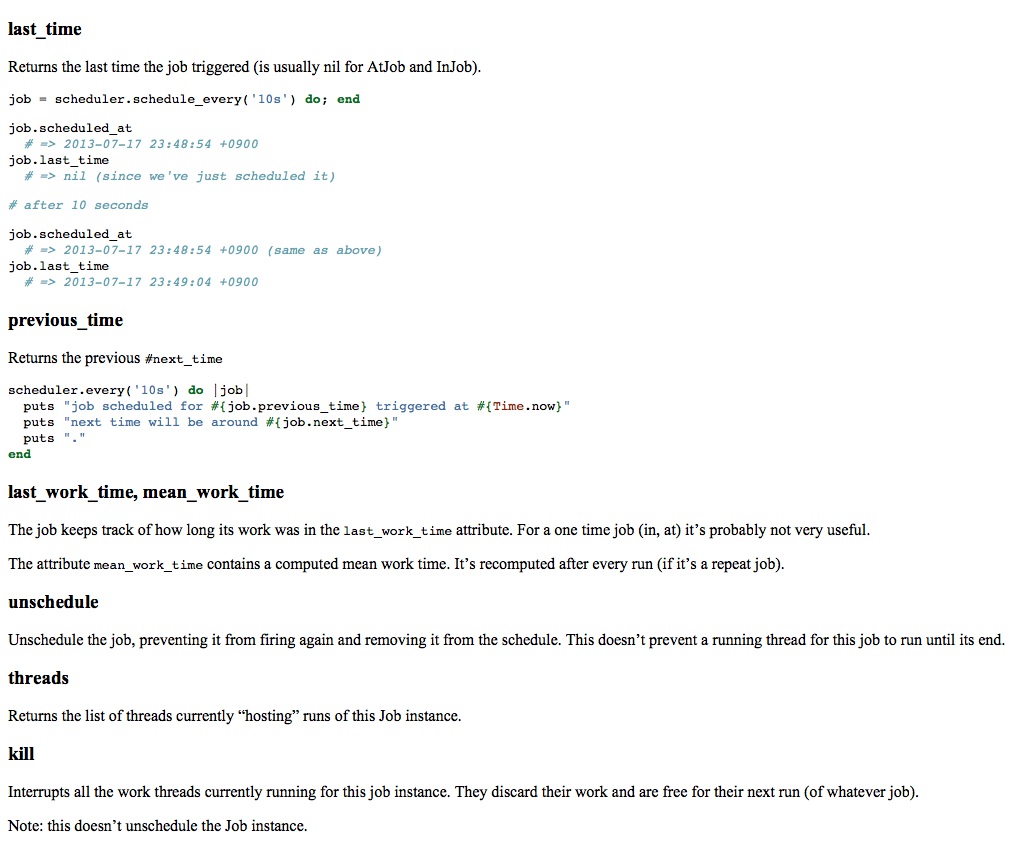 last_time
Returns the last time the job triggered (is usually nil for AtJob and InJob).
job = scheduler.schedule_every('10s') do; end
job.scheduled_at
  # => 2013-07-17 23:48:54 +0900
job.last_time
  # => nil (since we've just scheduled it)
# after 10 seconds
job.scheduled_at
  # => 2013-07-17 23:48:54 +0900 (same as above)
job.last_time
  # => 2013-07-17 23:49:04 +0900
previous_time
Returns the previous #next_time
scheduler.every('10s') do |job|
  puts "job scheduled for #{job.previous_time} triggered at #{Time.now}"
  puts "next time will be around #{job.next_time}"
  puts "."
end
last_work_time, mean_work_time
The job keeps track of how long its work was in the last_work_time attribute. For a one time job (in, at) it’s probably not very useful.
The attribute mean_work_time contains a computed mean work time. It’s recomputed after every run (if it’s a repeat job).
unschedule
Unschedule the job, preventing it from firing again and removing it from the schedule. This doesn’t prevent a running thread for this job to run until its end.
threads
Returns the list of threads currently “hosting” runs of this Job instance.
kill
Interrupts all the work threads currently running for this job instance. They discard their work and are free for their next run (of whatever job).
Note: this doesn’t unschedule the Job instance.